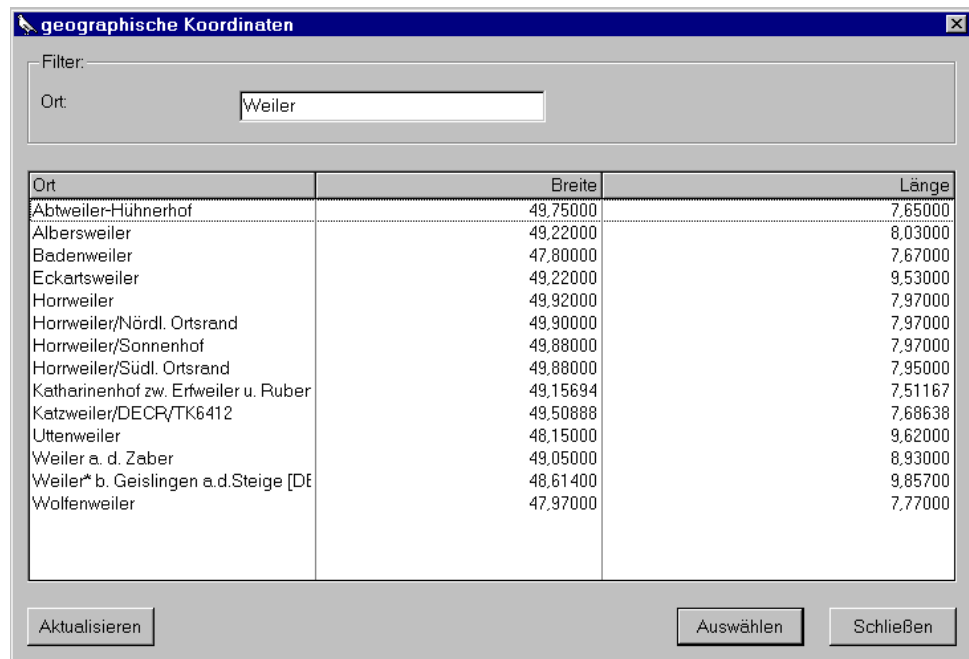 geographische Koordinaten
Filter:
Ort: Weiler
Ort Breite Länge
Abtweiler-Hühnerhof 49,75000 7,65000
Albersweiler 49,22000 8,03000
Badenweiler 47,80000 7,67000
Eckartsweiler 49,22000 9,53000
Horrweiler 49,92000 7,97000
Horrweiler/Nördl. Ortsrand 49,90000 7,97000
Horrweiler/Sonnenhof 49,88000 7,97000
Horrweiler/Südl. Ortsrand 49,88000 7,95000
Katharinenhof zw. Erfweiler u. Ruber 49,15694 7,51167
Katzweiler/DECR/TK6412 49,50888 7,68638
Uttenweiler 48,15000 9,62000
Weiler a. d. Zaber 49,05000 8,93000
Weiler* b. Geislingen a.d.Steige [DE 48,61400 9,85700
Wolfenweiler 47,97000 7,77000
Aktualisieren Auswählen Schließen